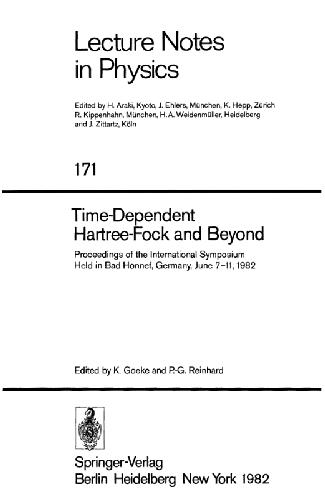 Lecture Notes
in Physics
Edited by H. Araki, Kyoto, J. Ehlers, München, K. Hepp, Zürich
R. Kippenhahn, München, H. A. Weidenmüller, Heidelberg
and J. Zittartz, Köln
171
Time-Dependent
Hartree-Fock and Beyond
Proceedings of the International Symposium
Held in Bad Honnef, Germany, June 7–11, 1982
Edited by K. Goeke and P.-G. Reinhard
Springer-Verlag
Berlin Heidelberg New York 1982